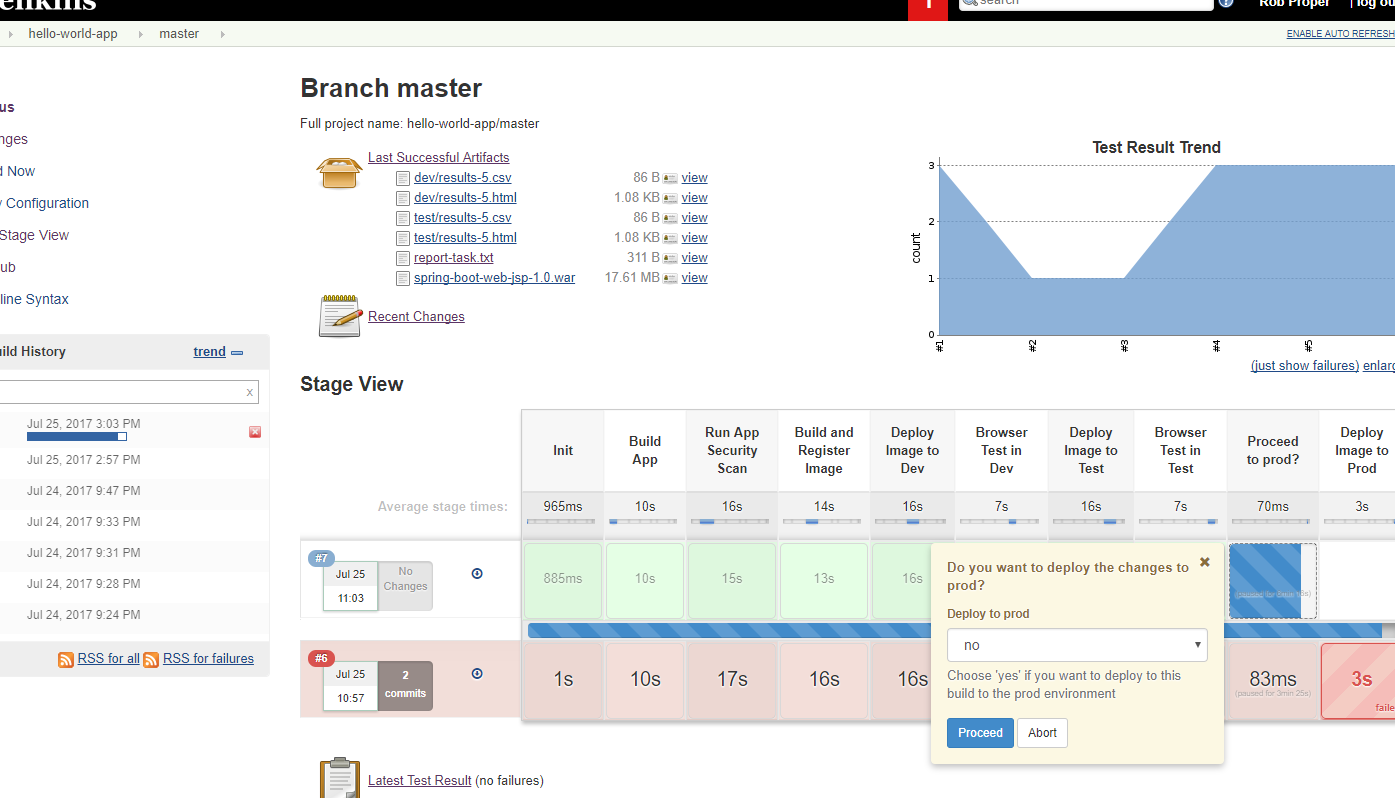 enkins
1
search
Rob Proper
| log ou
hello-world-app
master
ENABLE AUTO REFRESH
us
nges
d Now
Configuration
Stage View
ub
line Syntax
Branch master
Full project name: hello-world-app/master
Last Successful Artifacts
dev/results-5.csv 86 B view
dev/results-5.html 1.08 KB view
test/results-5.csv 86 B view
test/results-5.html 1.08 KB view
report-task.txt 311 B view
spring-boot-web-jsp-1.0.war 17.61 MB view
Recent Changes
Test Result Trend
count
3
2
1
0
#1 #2 #3 #4 #5
(just show failures) enlarg
ild History
trend
x
Jul 25, 2017 3:03 PM
Jul 25, 2017 2:57 PM
Jul 24, 2017 9:47 PM
Jul 24, 2017 9:33 PM
Jul 24, 2017 9:31 PM
Jul 24, 2017 9:28 PM
Jul 24, 2017 9:24 PM
RSS for all RSS for failures
Stage View
Init
Build
App
Run App
Security
Scan
Build and
Register
Image
Deploy
Image to
Dev
Browser
Test in
Dev
Deploy
Image to
Test
Browser
Test in
Test
Proceed
to prod?
Deploy
Image to
Prod
Average stage times: 965ms 10s 16s 14s 16s 7s 16s 7s 70ms 3s
#7
Jul 25
11:03
No
Changes
885ms 10s 15s 13s 16s
(paused for 6min 16s)
#6
Jul 25
10:57
2
commits
1s 10s 17s 16s 16s 83ms 3s
(paused for 3min 25s)
faile
Do you want to deploy the changes to
prod?
Deploy to prod
no
Choose 'yes' if you want to deploy to this
build to the prod environment
Proceed Abort
Latest Test Result (no failures)